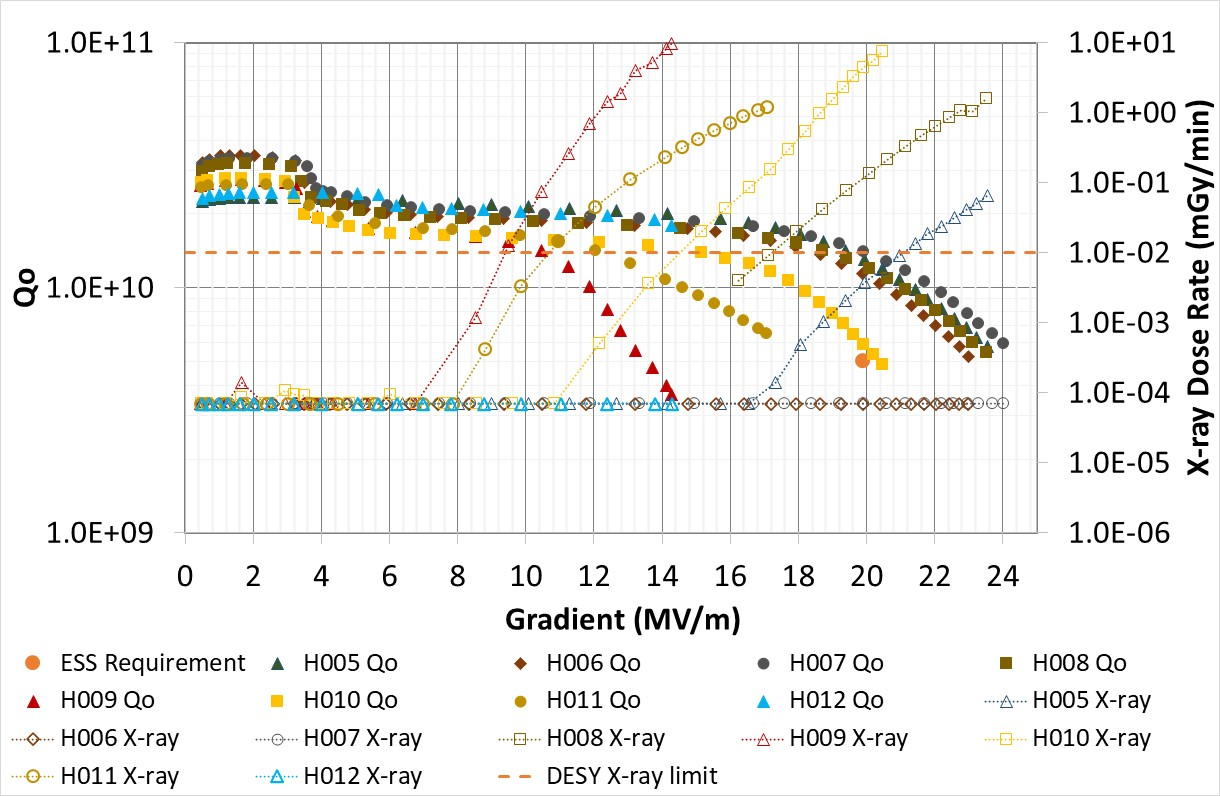 1.0E+11
1.0E+10
1.0E+09
Qo
1.0E+01
1.0E+00
1.0E-01
1.0E-02
1.0E-03
1.0E-04
1.0E-05
1.0E-06
X-ray Dose Rate (mGy/min)
0 2 4 6 8 10 12 14 16 18 20 22 24
Gradient (MV/m)
ESS Requirement H005 Qo H006 Qo H007 Qo H008 Qo
H009 Qo H010 Qo H011 Qo H012 Qo H005 X-ray
H006 X-ray H007 X-ray H008 X-ray H009 X-ray H010 X-ray
H011 X-ray H012 X-ray DESY X-ray limit